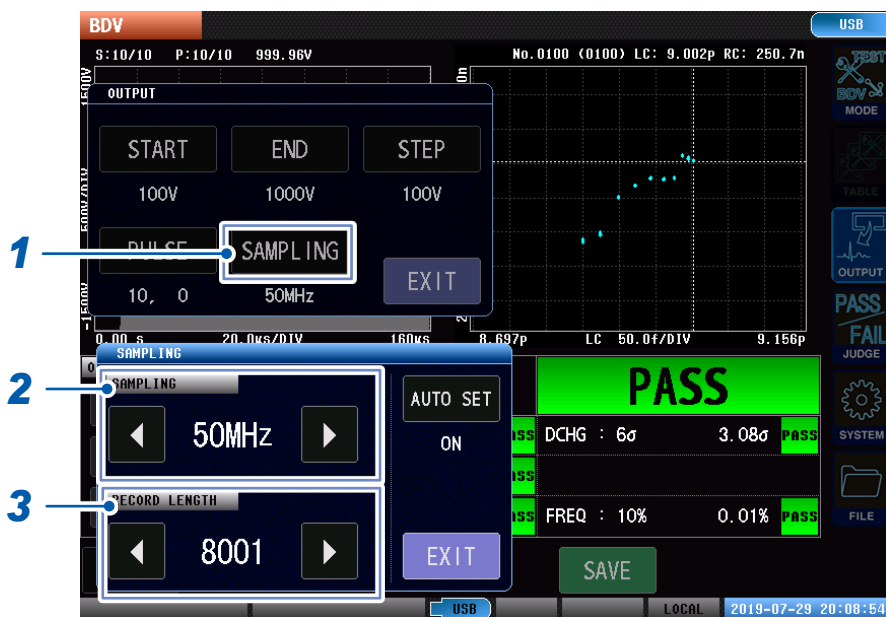 BDV
USB
S:10/10 P:10/10 999.96V
No.0100 (0100) LC: 9.002p RC: 250.7n
OUTPUT
START
END
STEP
100V
1000V
100V
1
PULSE
SAMPLING
EXIT
10, 0
50MHz
0.00 s
20.0µs/DIV
160µs
8.697p
LC 50.0f/DIV
9.156p
SAMPLING
2
SAMPLING
50MHz
AUTO SET
ON
3
RECORD LENGTH
8001
EXIT
PASS
DCHG : 6σ 3.08σ PASS
FREQ : 10% 0.01% PASS
SAVE
TEST
BDV
MODE
TABLE
OUTPUT
PASS
FAIL
JUDGE
SYSTEM
FILE
USB
LOCAL
2019-07-29 20:08:54